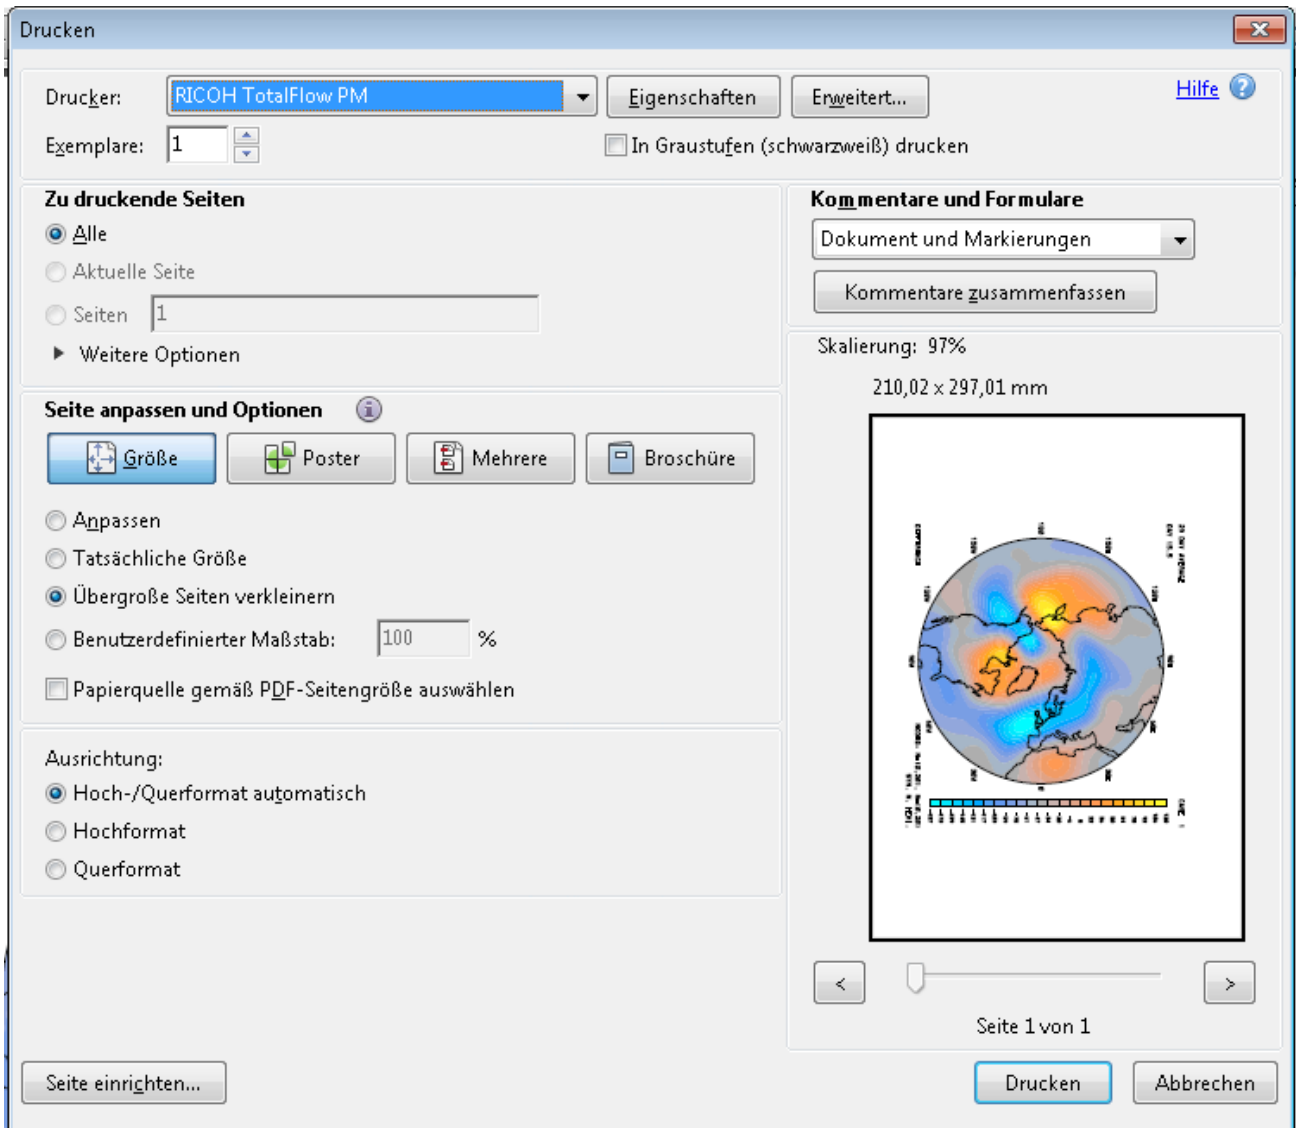 Drucken
Drucker: RICOH TotalFlow PM Eigenschaften Erweitert... Hilfe
Exemplare: 1 In Graustufen (schwarzweiß) drucken
Zu druckende Seiten
Alle
Aktuelle Seite
Seiten 1
Weitere Optionen
Kommentare und Formulare
Dokument und Markierungen
Kommentare zusammenfassen
Seite anpassen und Optionen
Größe Poster Mehrere Broschüre
Anpassen
Tatsächliche Größe
Übergroße Seiten verkleinern
Benutzerdefinierter Maßstab: 100 %
Papierquelle gemäß PDF-Seitengröße auswählen
Ausrichtung:
Hoch-/Querformat automatisch
Hochformat
Querformat
Skalierung: 97%
210,02 x 297,01 mm
< >
Seite 1 von 1
Seite einrichten... Drucken Abbrechen